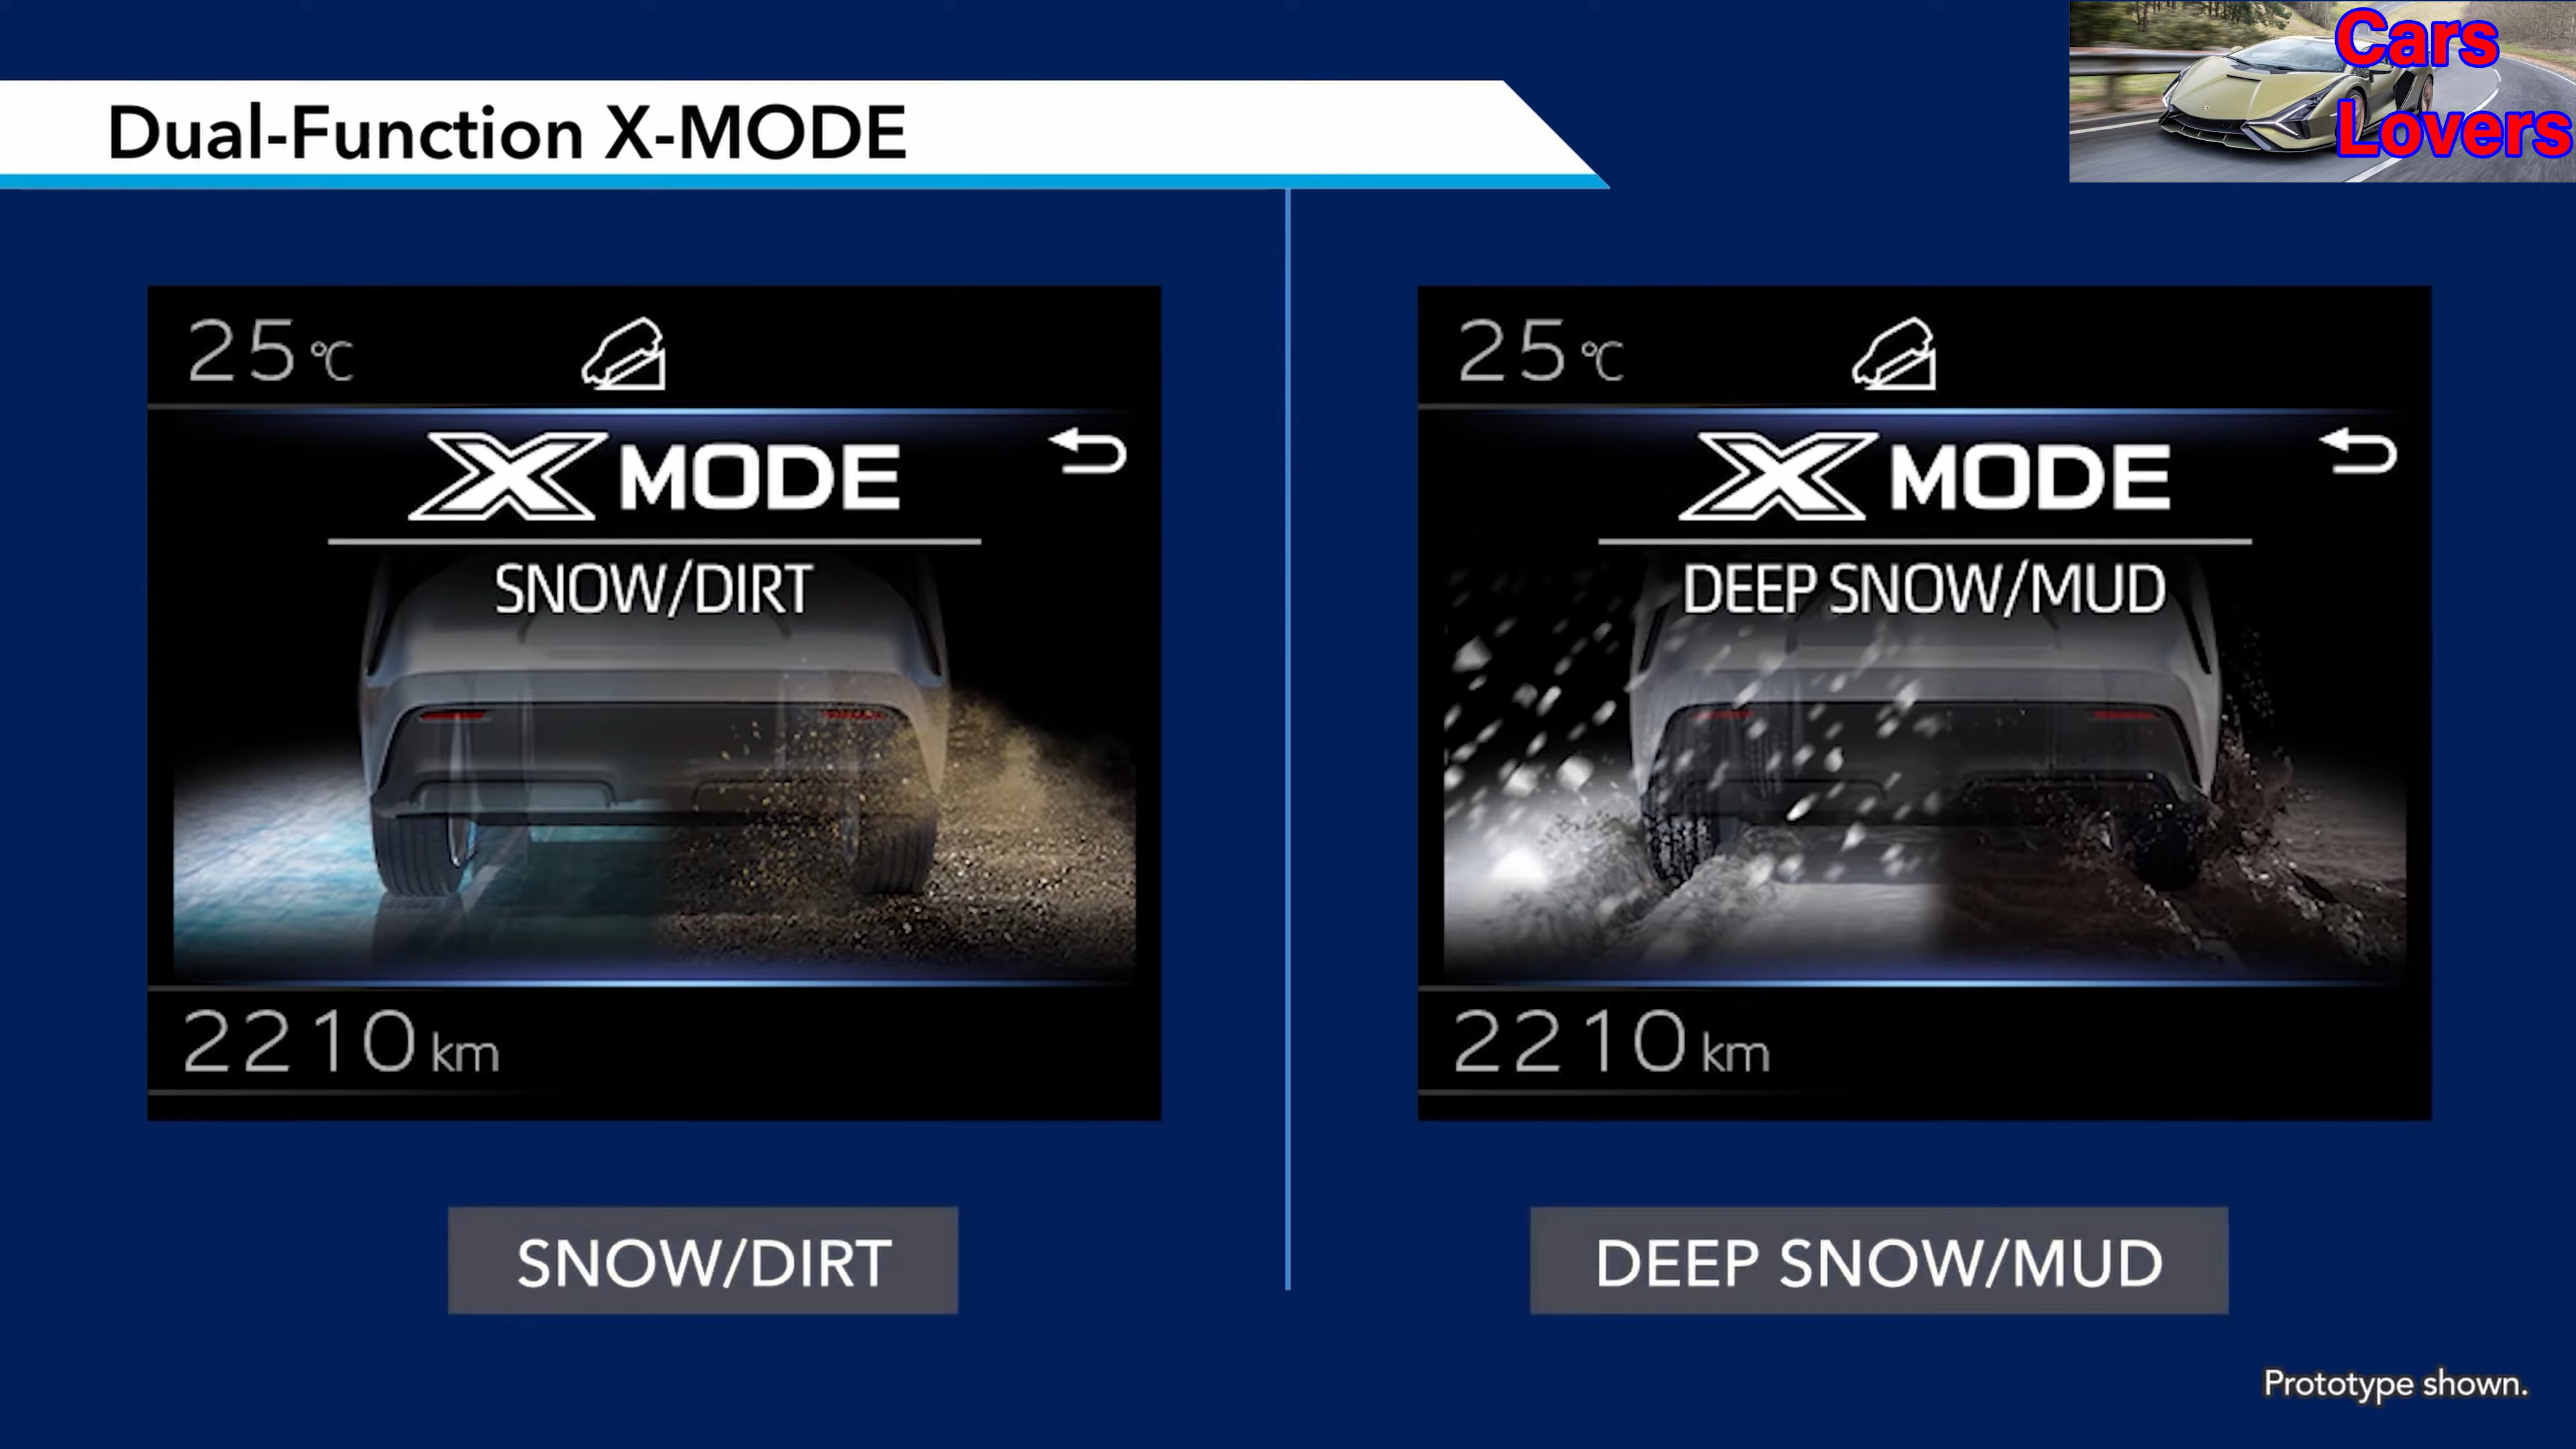 Cars
Lovers
Dual-Function X-MODE
25 °C
X MODE
SNOW/DIRT
2210 km
SNOW/DIRT
25 °C
X MODE
DEEP SNOW/MUD
2210 km
DEEP SNOW/MUD
Prototype shown.